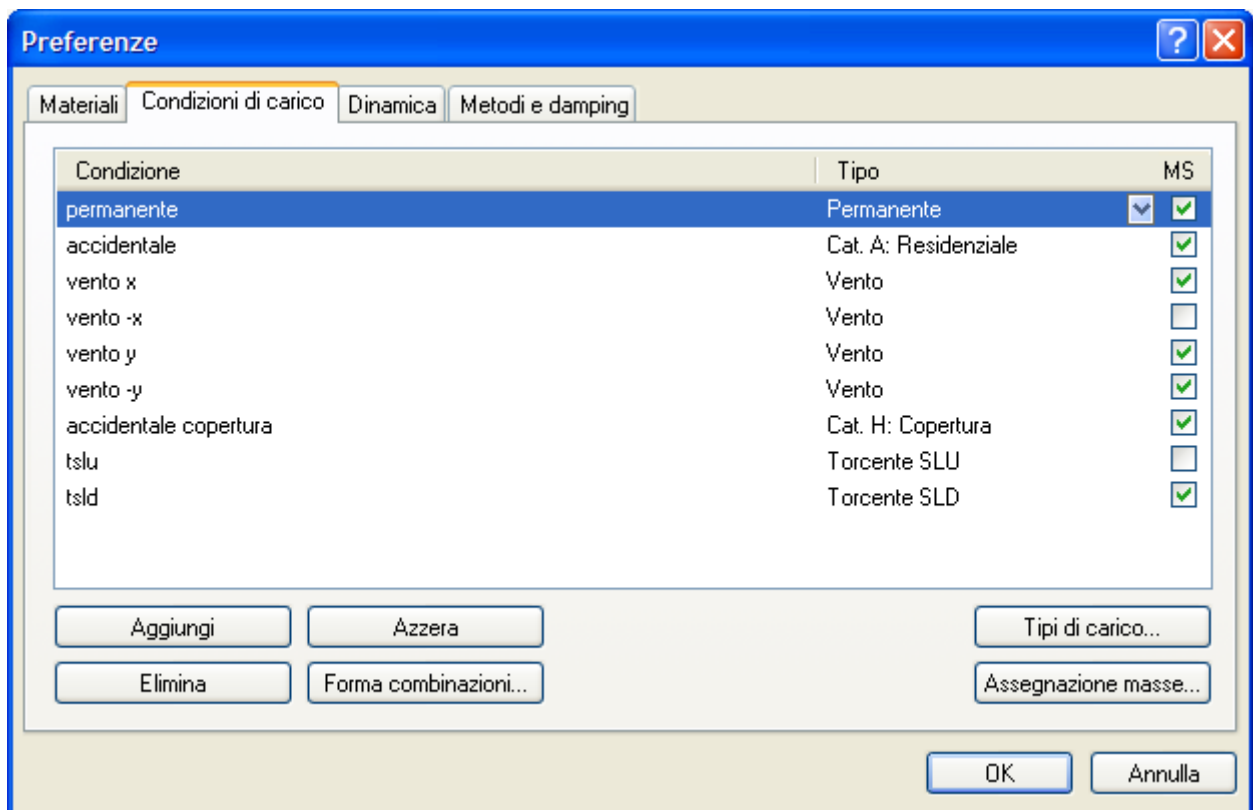 Preferenze
Materiali Condizioni di carico Dinamica Metodi e damping
Condizione Tipo MS
permanente Permanente
accidentale Cat. A: Residenziale
vento x Vento
vento -x Vento
vento y Vento
vento -y Vento
accidentale copertura Cat. H: Copertura
tslu Torcente SLU
tsld Torcente SLD
Aggiungi Azzera Tipi di carico...
Elimina Forma combinazioni... Assegnazione masse...
OK Annulla